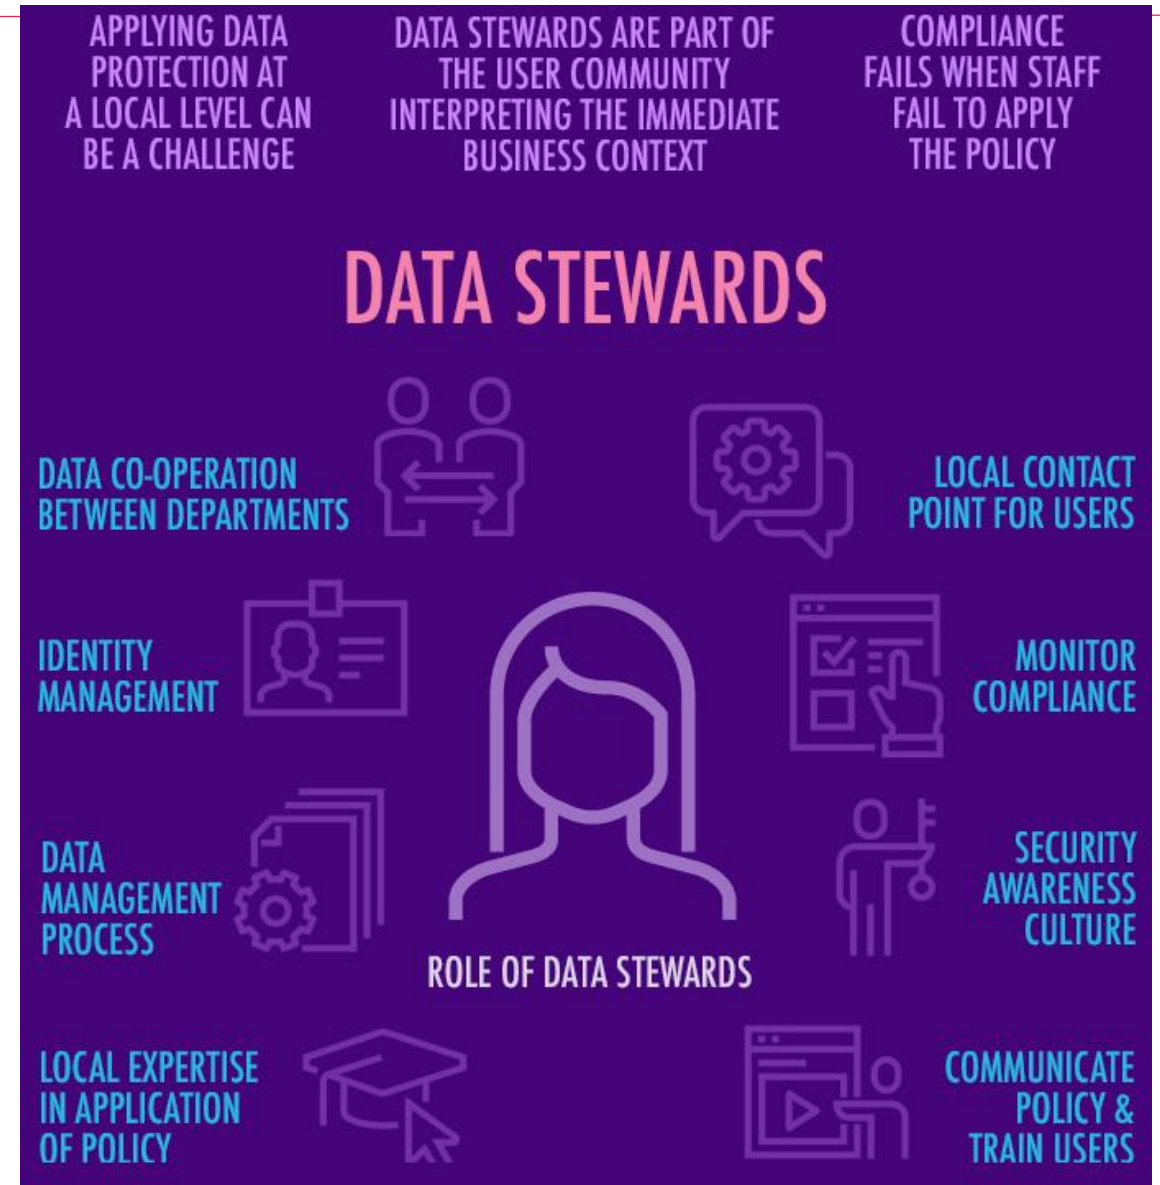 APPLYING DATA
PROTECTION AT
A LOCAL LEVEL CAN
BE A CHALLENGE
DATA STEWARDS ARE PART OF
THE USER COMMUNITY
INTERPRETING THE IMMEDIATE
BUSINESS CONTEXT
COMPLIANCE
FAILS WHEN STAFF
FAIL TO APPLY
THE POLICY
DATA STEWARDS
DATA CO-OPERATION
BETWEEN DEPARTMENTS
LOCAL CONTACT
POINT FOR USERS
IDENTITY
MANAGEMENT
MONITOR
COMPLIANCE
DATA
MANAGEMENT
PROCESS
SECURITY
AWARENESS
CULTURE
ROLE OF DATA STEWARDS
LOCAL EXPERTISE
IN APPLICATION
OF POLICY
COMMUNICATE
POLICY &
TRAIN USERS